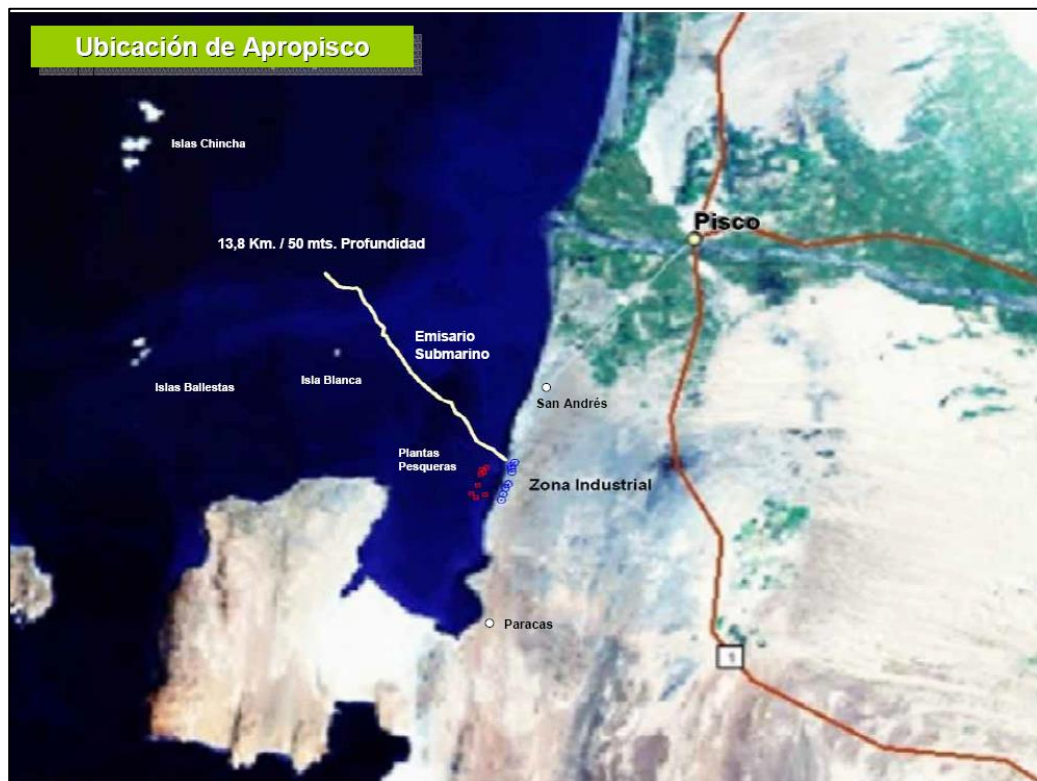 Ubicación de Apropisco
Islas Chincha
Pisco
13,8 Km. / 50 mts. Profundidad
Emisario
Submarino
Islas Ballestas
Isla Blanca
San Andrés
Plantas
Pesqueras
Zona Industrial
Paracas
1